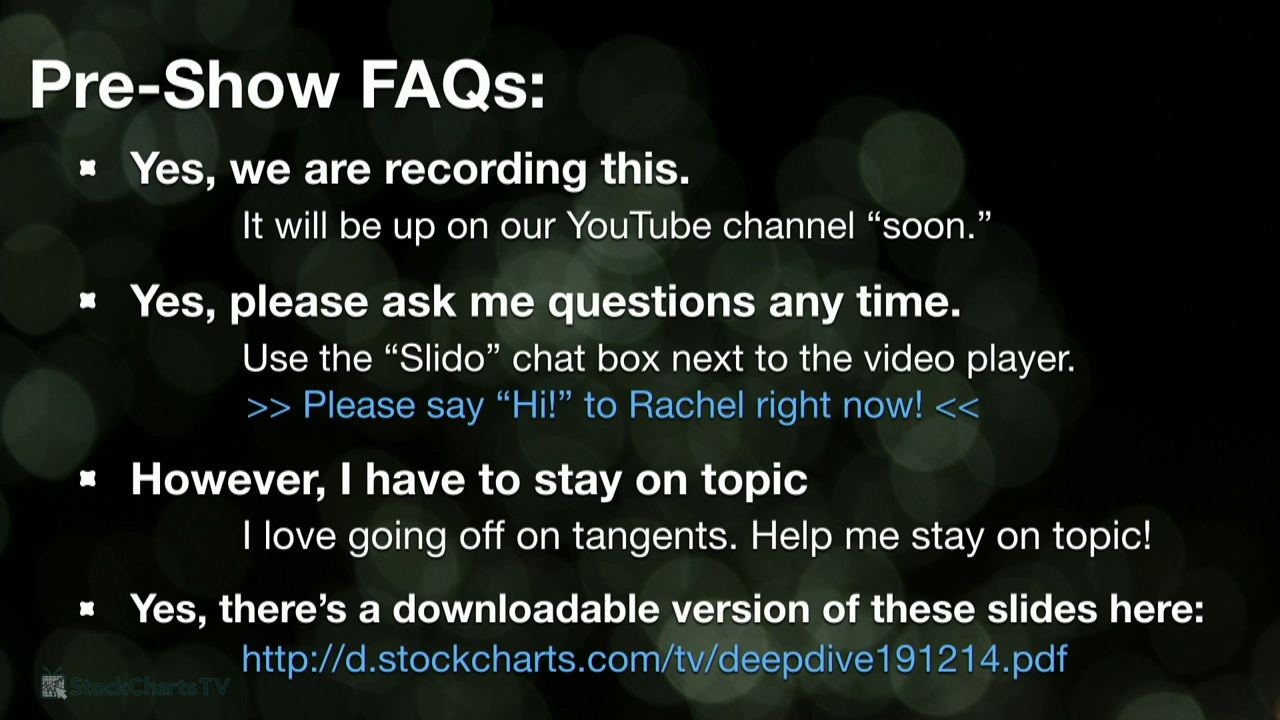 Pre-Show FAQs:
Yes, we are recording this.
It will be up on our YouTube channel “soon.”
Yes, please ask me questions any time.
Use the “Slido” chat box next to the video player.
>> Please say “Hi!” to Rachel right now! <<
However, I have to stay on topic
I love going off on tangents. Help me stay on topic!
Yes, there’s a downloadable version of these slides here:
http://d.stockcharts.com/tv/deepdive191214.pdf
StockCharts TV